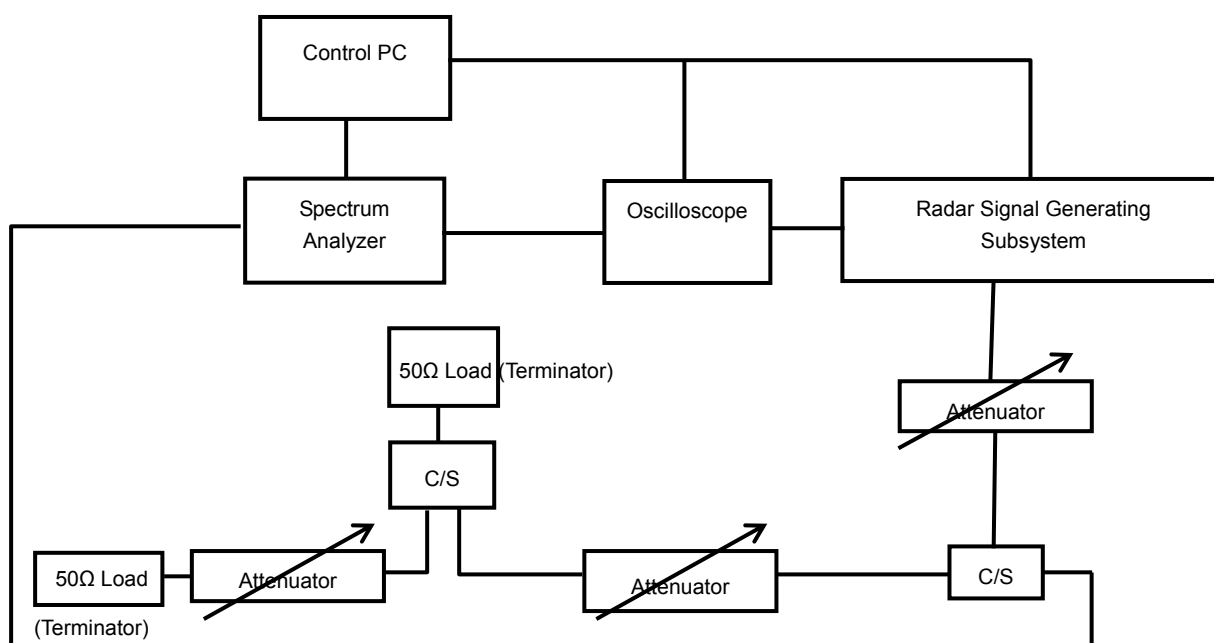 Control PC
Spectrum
Analyzer
Oscilloscope
Radar Signal Generating
Subsystem
50Ω Load (Terminator)
Attenuator
C/S
50Ω Load
(Terminator)
Attenuator
Attenuator
C/S